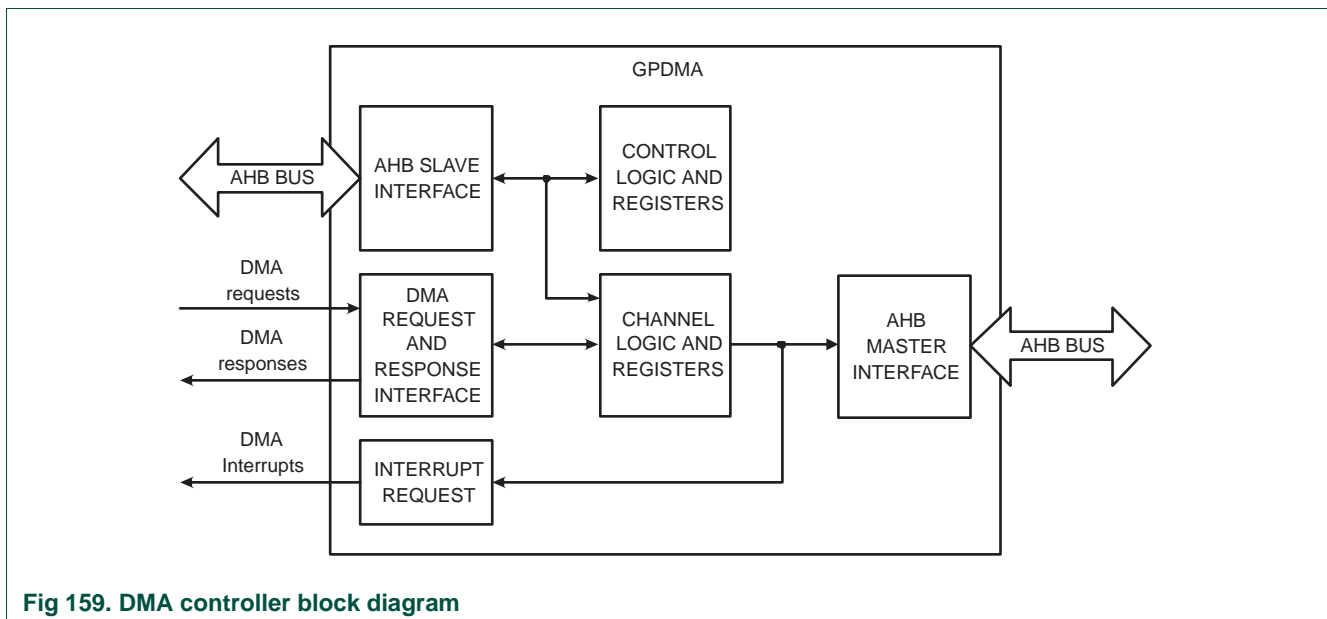 GPDMA
AHB BUS
AHB SLAVE
INTERFACE
CONTROL
LOGIC AND
REGISTERS
DMA
requests
DMA
responses
DMA
REQUEST
AND
RESPONSE
INTERFACE
CHANNEL
LOGIC AND
REGISTERS
AHB
MASTER
INTERFACE
AHB BUS
DMA
Interrupts
INTERRUPT
REQUEST
Fig 159. DMA controller block diagram